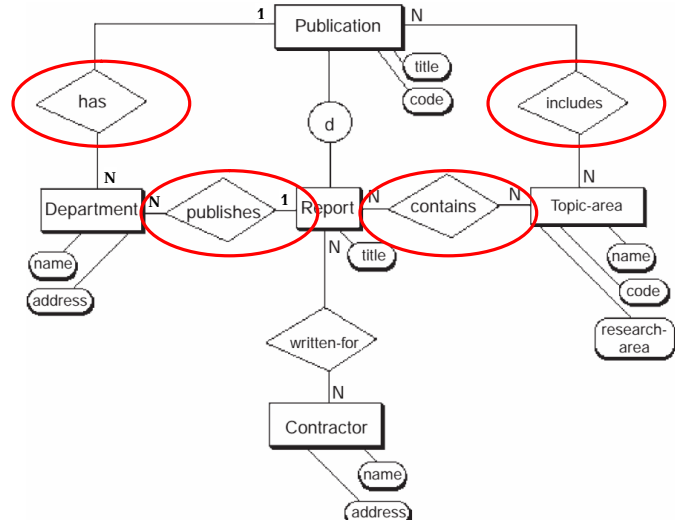 1
Publication
N
title
code
has
includes
d
N
N
Department
N
publishes
1
Report
N
contains
N
Topic-area
name
address
N
title
name
code
research-
area
written-for
N
Contractor
name
address